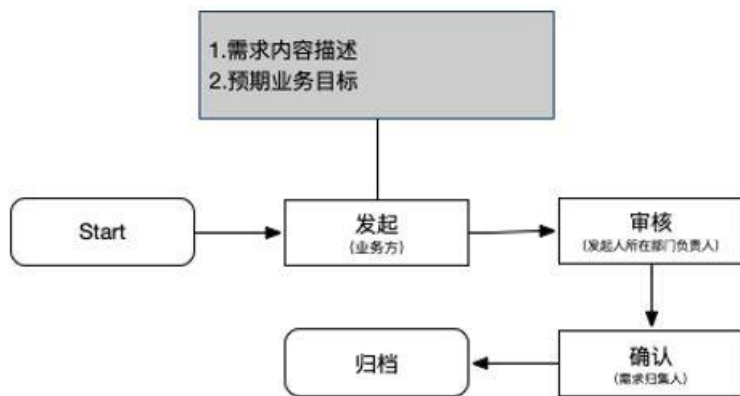 1.需求内容描述
2.预期业务目标
Start
发起
(业务方)
审核
(发起人所在部门负责人)
归档
确认
(需求归集人)